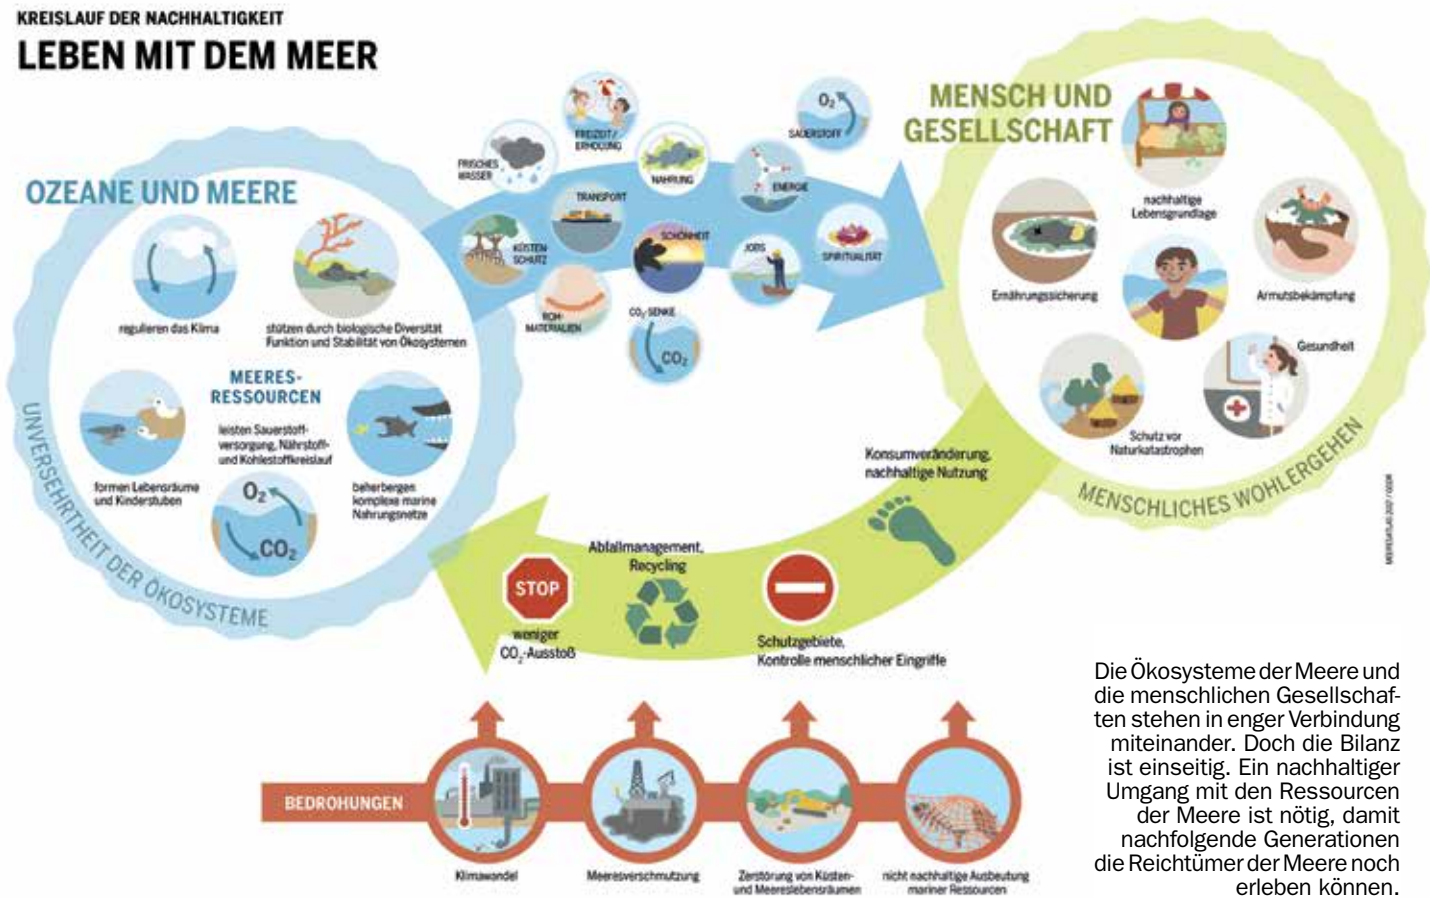 KREISLAUF DER NACHHALTIGKEIT
LEBEN MIT DEM MEER
OZEANE UND MEERE
regulieren das Klima
stützen durch biologische Diversität
Funktion und Stabilität von Ökosystemen
MEERES-
RESSOURCEN
leisten Sauerstoff-
versorgung, Nährstoff-
und Kohlestoffkreislauf
formen Lebensräume
und Kinderstuben
O2
CO2
beherbergen
komplexe marine
Nahrungsnetze
UNVERSEHRTHEIT DER ÖKOSYSTEME
FRISCHES
WASSER
FREIZEIT/
ERHOLUNG
NAHRUNG
ENERGIE
O2
SAUERSTOFF
KÜSTEN-
SCHUTZ
TRANSPORT
SCHÖNHEIT
JOBS
SPIRITUALITÄT
ROH-
MATERIALIEN
CO2-SENKE
CO2
MENSCH UND
GESELLSCHAFT
nachhaltige
Lebensgrundlage
Ernährungssicherung
Armutsbekämpfung
Gesundheit
Schutz vor
Naturkatastrophen
MENSCHLICHES WOHLERGEHEN
Konsumveränderung,
nachhaltige Nutzung
Schutzgebiete,
Kontrolle menschlicher Eingriffe
Abfallmanagement,
Recycling
STOP
weniger
CO2-Ausstoß
BEDROHUNGEN
Klimawandel
Meeresverschmutzung
Zerstörung von Küsten-
und Meereslebensräumen
nicht nachhaltige Ausbeutung
mariner Ressourcen
Die Ökosysteme der Meere und
die menschlichen Gesellschaf-
ten stehen in enger Verbindung
miteinander. Doch die Bilanz
ist einseitig. Ein nachhaltiger
Umgang mit den Ressourcen
der Meere ist nötig, damit
nachfolgende Generationen
die Reichtümer der Meere noch
erleben können.
MEERESATLAS 2017